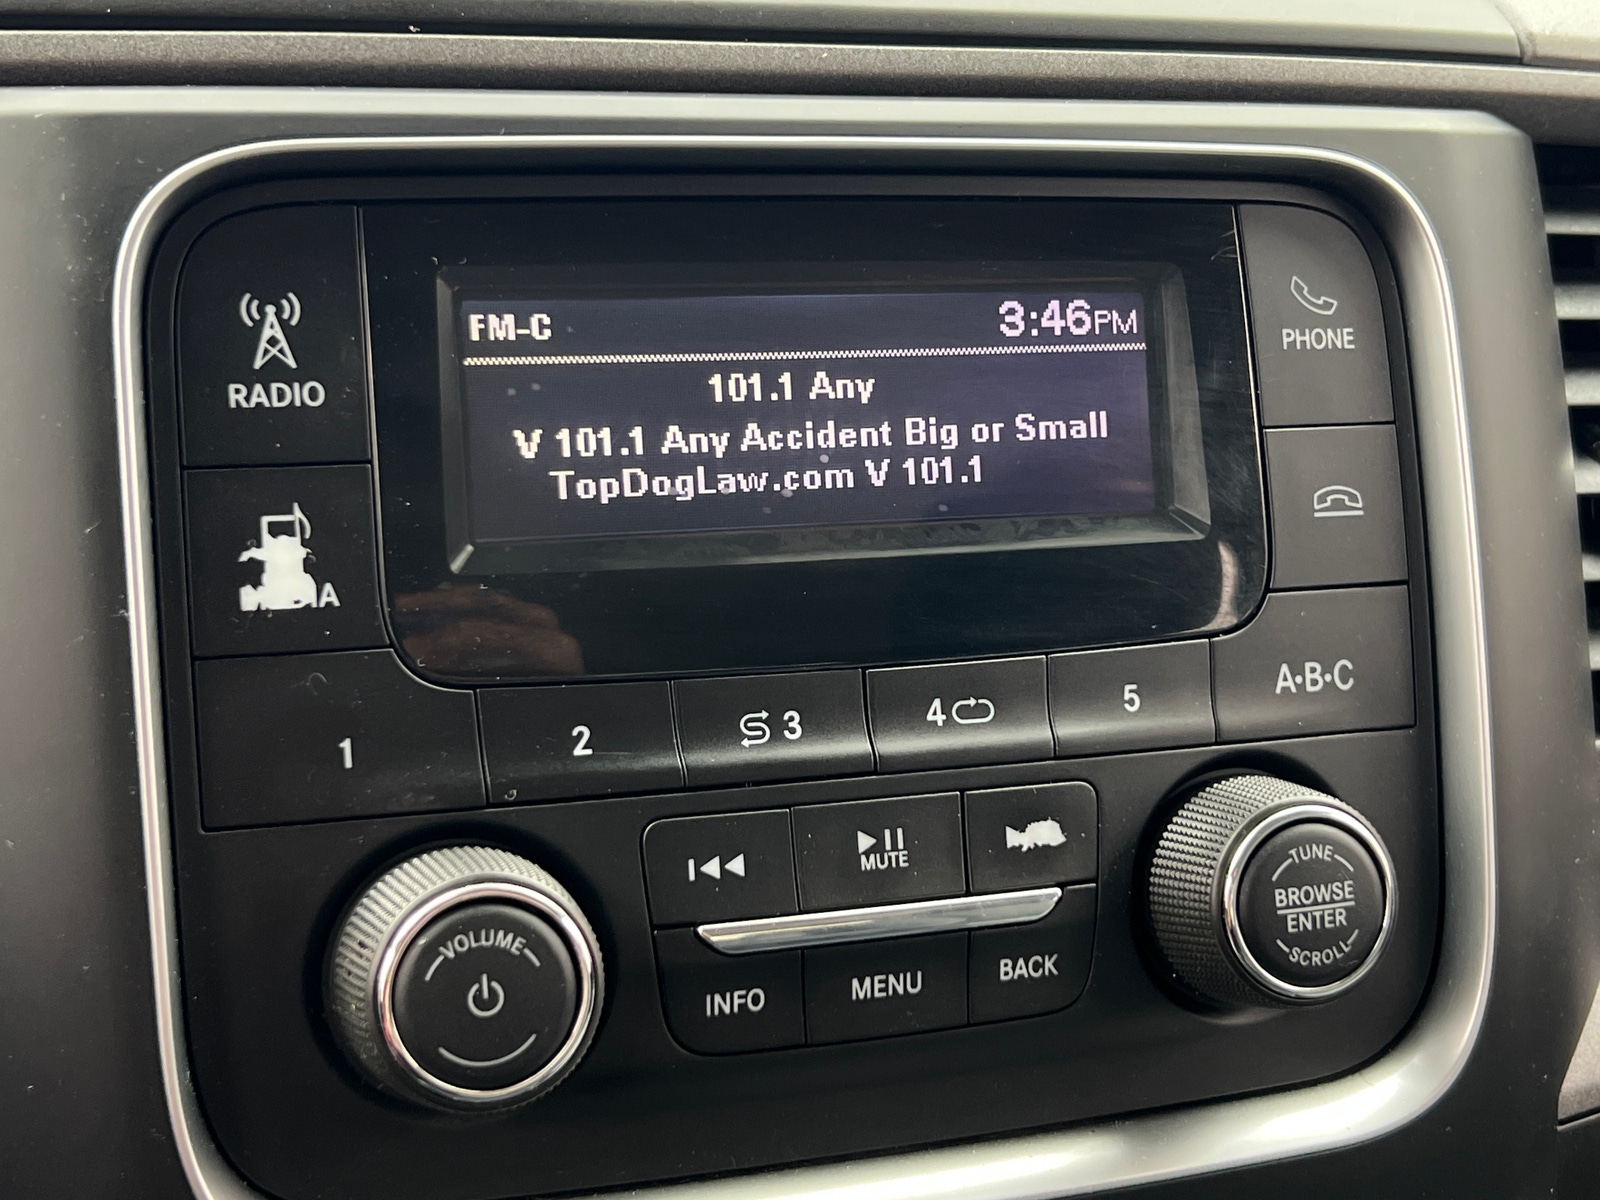 FM-C
3:46PM
101.1 Any
V 101.1 Any Accident Big or Small
TopDogLaw.com V 101.1
RADIO
PHONE
1
2
3
4
5
A•B•C
MUTE
INFO
MENU
BACK
VOLUME
TUNE
BROWSE
ENTER
SCROLL